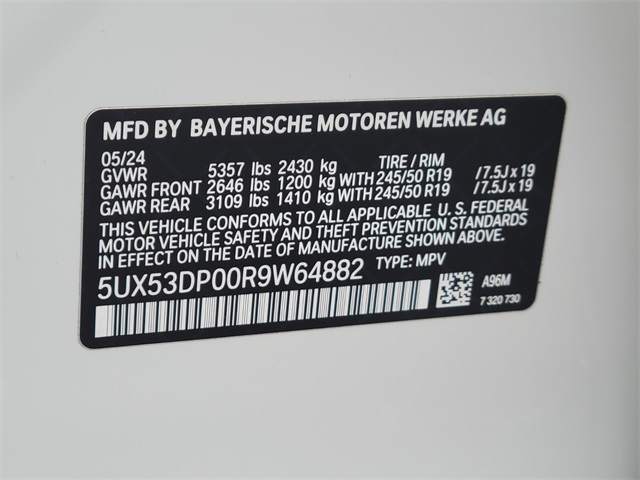 MFD BY BAYERISCHE MOTOREN WERKE AG
05/24 TIRE / RIM
GVWR 5357 lbs 2430 kg
GAWR FRONT 2646 lbs 1200 kg WITH 245/50 R19 /7.5J x 19
GAWR REAR 3109 lbs 1410 kg WITH 245/50 R19 /7.5J x 19
THIS VEHICLE CONFORMS TO ALL APPLICABLE U. S. FEDERAL
MOTOR VEHICLE SAFETY AND THEFT PREVENTION STANDARDS
IN EFFECT ON THE DATE OF MANUFACTURE SHOWN ABOVE.
5UX53DP00R9W64882 TYPE: MPV
A96M
7 320 730